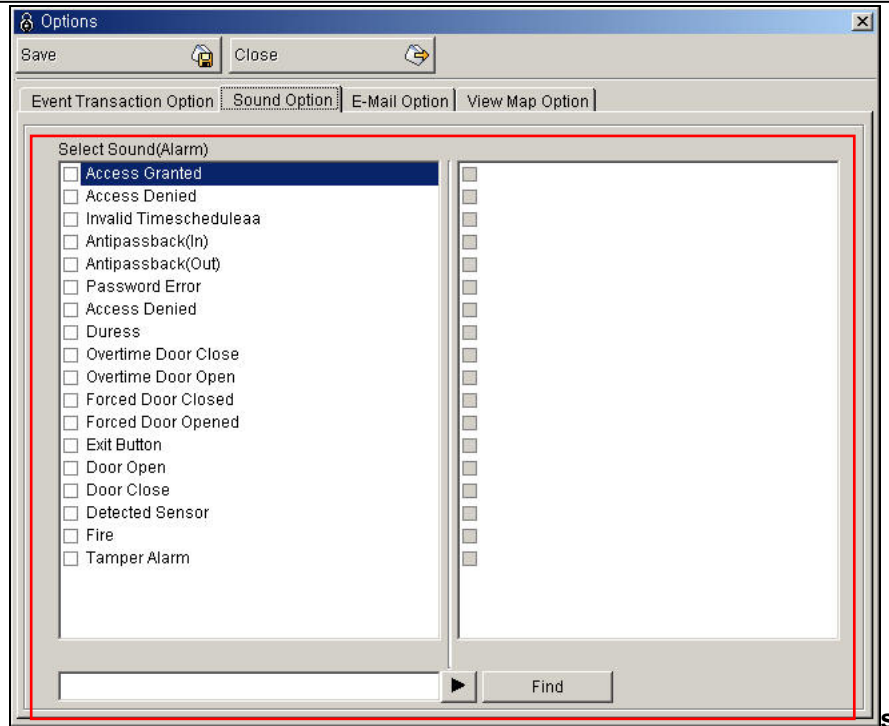 Options
Save Close
Event Transaction Option Sound Option E-Mail Option View Map Option
Select Sound(Alarm)
Access Granted
Access Denied
Invalid Timescheduleaa
Antipassback(In)
Antipassback(Out)
Password Error
Access Denied
Duress
Overtime Door Close
Overtime Door Open
Forced Door Closed
Forced Door Opened
Exit Button
Door Open
Door Close
Detected Sensor
Fire
Tamper Alarm
Find